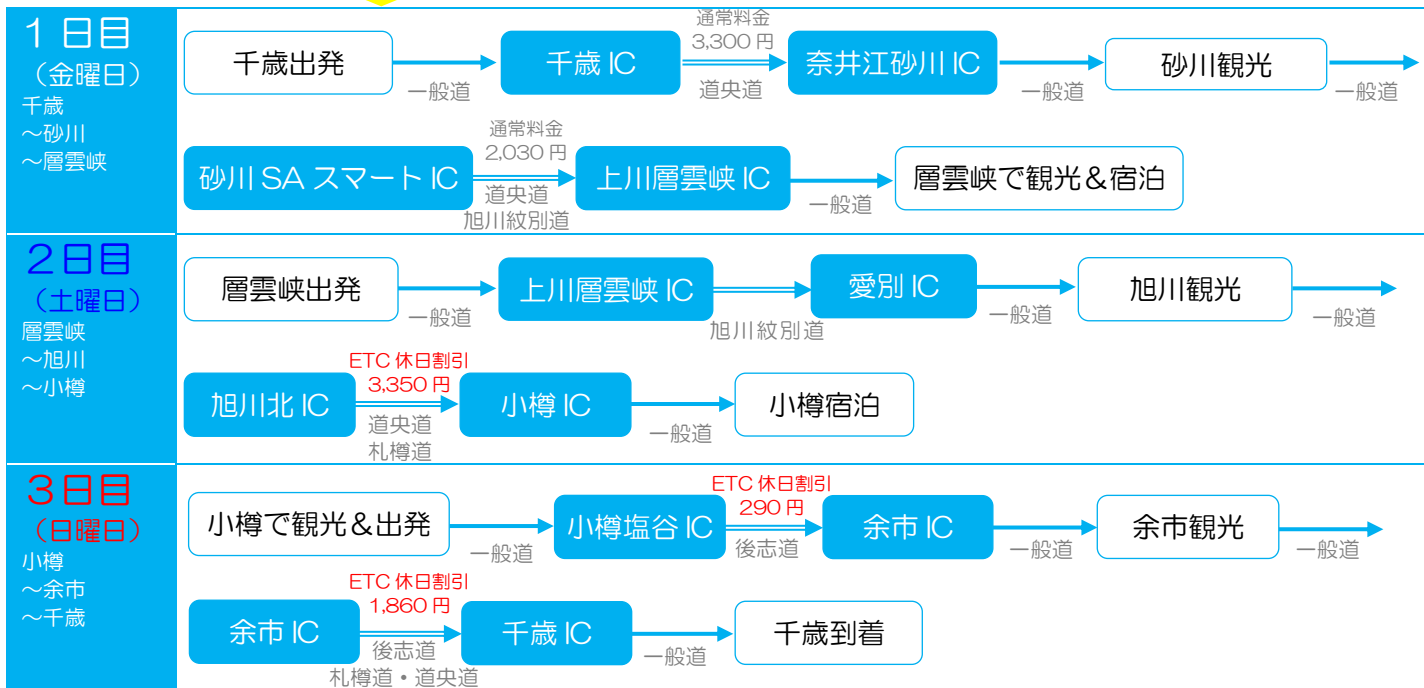 1日目
（金曜日）
千歳
～砂川
～層雲峡
千歳出発
一般道
千歳 IC
通常料金
3,300 円
道央道
奈井江砂川 IC
一般道
砂川観光
一般道
砂川 SA スマート IC
通常料金
2,030 円
道央道
旭川紋別道
上川層雲峡 IC
一般道
層雲峡で観光＆宿泊
2日目
（土曜日）
層雲峡
～旭川
～小樽
層雲峡出発
一般道
上川層雲峡 IC
旭川紋別道
愛別 IC
一般道
旭川観光
一般道
旭川北 IC
ETC 休日割引
3,350 円
道央道
札樽道
小樽 IC
一般道
小樽宿泊
3日目
（日曜日）
小樽
～余市
～千歳
小樽で観光＆出発
一般道
小樽塩谷 IC
ETC 休日割引
290 円
後志道
余市 IC
一般道
余市観光
一般道
余市 IC
ETC 休日割引
1,860 円
後志道
札樽道・道央道
千歳 IC
一般道
千歳到着